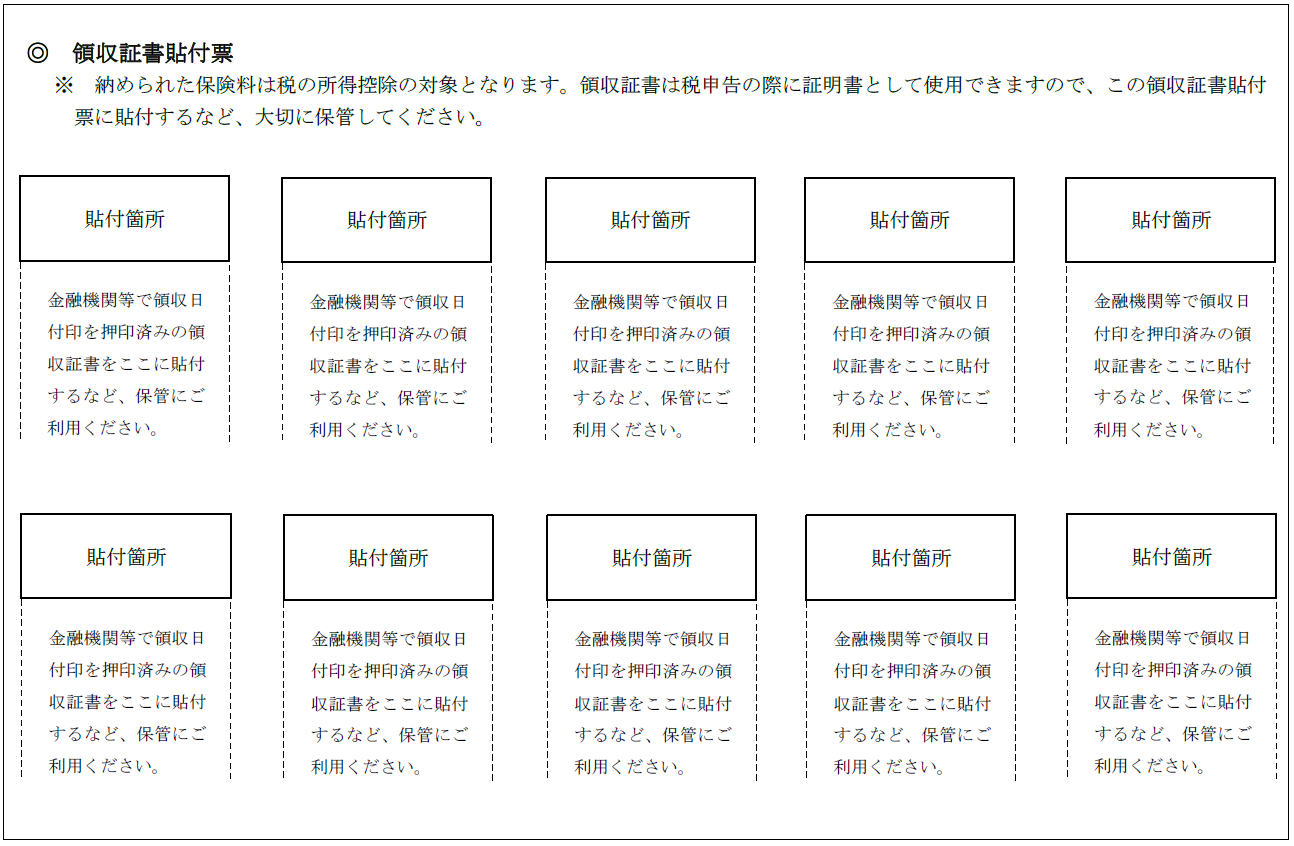 ◎　領収証書貼付票
※　納められた保険料は税の所得控除の対象となります。領収証書は税申告の際に証明書として使用できますので、この領収証書貼付
票に貼付するなど、大切に保管してください。
貼付箇所
金融機関等で領収日
付印を押印済みの領
収証書をここに貼付
するなど、保管にご
利用ください。
貼付箇所
金融機関等で領収日
付印を押印済みの領
収証書をここに貼付
するなど、保管にご
利用ください。
貼付箇所
金融機関等で領収日
付印を押印済みの領
収証書をここに貼付
するなど、保管にご
利用ください。
貼付箇所
金融機関等で領収日
付印を押印済みの領
収証書をここに貼付
するなど、保管にご
利用ください。
貼付箇所
金融機関等で領収日
付印を押印済みの領
収証書をここに貼付
するなど、保管にご
利用ください。
貼付箇所
金融機関等で領収日
付印を押印済みの領
収証書をここに貼付
するなど、保管にご
利用ください。
貼付箇所
金融機関等で領収日
付印を押印済みの領
収証書をここに貼付
するなど、保管にご
利用ください。
貼付箇所
金融機関等で領収日
付印を押印済みの領
収証書をここに貼付
するなど、保管にご
利用ください。
貼付箇所
金融機関等で領収日
付印を押印済みの領
収証書をここに貼付
するなど、保管にご
利用ください。
貼付箇所
金融機関等で領収日
付印を押印済みの領
収証書をここに貼付
するなど、保管にご
利用ください。